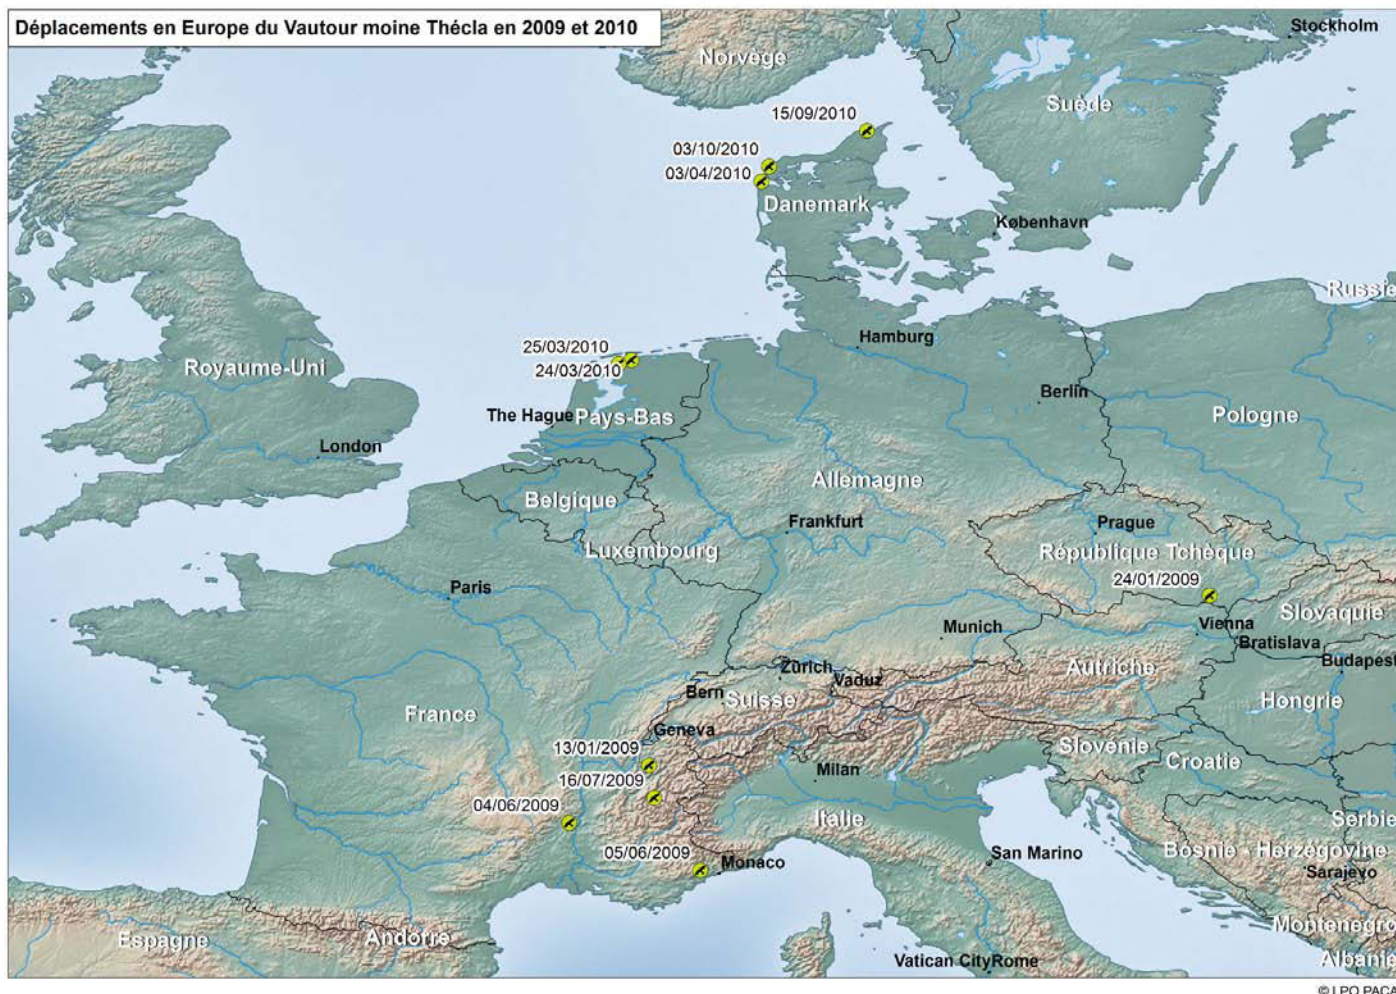 Déplacements en Europe du Vautour moine Thécla en 2009 et 2010
Stockholm
Norvège
Suède
15/09/2010
03/10/2010
03/04/2010
Danemark
København
Russie
Hamburg
25/03/2010
24/03/2010
Royaume-Uni
Berlin
The Hague
Pays-Bas
Pologne
London
Allemagne
Belgique
Frankfurt
Prague
Luxembourg
République Tchèque
24/01/2009
Paris
Slovaquie
Vienna
Munich
Bratislava
Budapest
Zürich
Vaduz
Autriche
Bern
Suisse
Hongrie
France
Geneva
13/01/2009
Slovénie
Croatie
16/07/2009
Milan
04/06/2009
Italie
Serbie
05/06/2009
Monaco
San Marino
Bosnie - Herzégovine
Sarajevo
Montenegro
Espagne
Andorre
Vatican City
Rome
Albanie
© LPO PACA